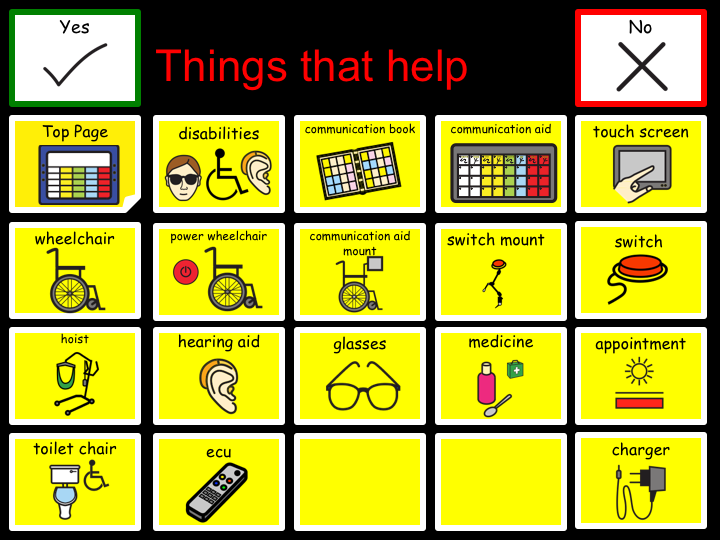 Yes
Things that help
No
Top Page
disabilities
communication book
communication aid
touch screen
wheelchair
power wheelchair
communication aid
mount
switch mount
switch
hoist
hearing aid
glasses
medicine
appointment
toilet chair
ecu
charger